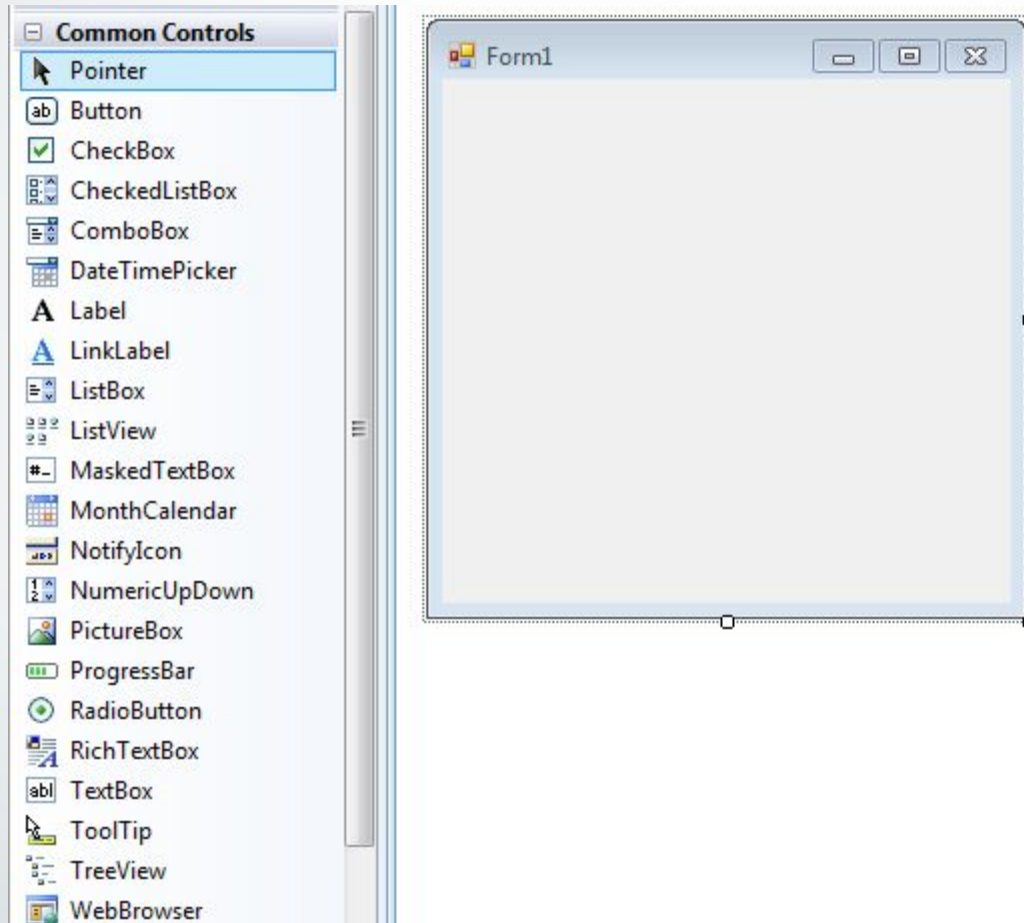 Common Controls
Pointer
Button
CheckBox
CheckedListBox
ComboBox
DateTimePicker
Label
LinkLabel
ListBox
ListView
MaskedTextBox
MonthCalendar
NotifyIcon
NumericUpDown
PictureBox
ProgressBar
RadioButton
RichTextBox
TextBox
ToolTip
TreeView
WebBrowser
Form1